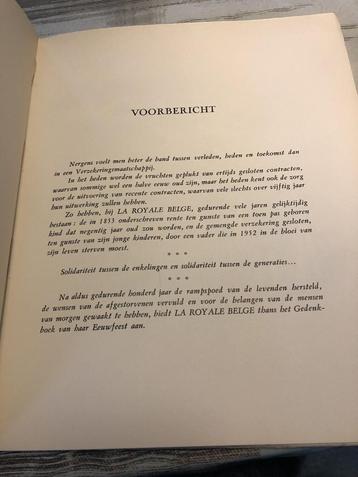 VOORBERICHT
Nergens voelt men beter de band tussen verleden, heden en toekomst dan
in een Verzekeringsmaatschappij.
In het heden worden de vruchten geplukt van ertijds gesloten contracten,
waarvan sommige wel een halve eeuw oud zijn, maar het heden kent ook de zorg
voor de uitvoering van recente contracten, waarvan vele slechts over vijftig jaar
hun uitwerking zullen hebben.
Zo hebben, bij LA ROYALE BELGE, gedurende vele jaren gelijktijdig
bestaan : de in 1853 onderschreven rente ten gunste van een toen pas geboren
kind dat negentig jaar oud zou worden, en de gemengde verzekering gesloten,
ten gunste van zijn jonge kinderen, door een vader die in 1952 in de bloei van
zijn leven sterven moest.
* * *
Solidariteit tussen de enkelingen en solidariteit tussen de generaties...
* * *
Na aldus gedurende honderd jaar de rampspoed van de levenden hersteld,
de wensen van de afgestorvenen vervuld en voor de belangen van de mensen
van morgen gewaakt te hebben, biedt LA ROYALE BELGE thans het Gedenk-
boek van haar Eeuwfeest aan.